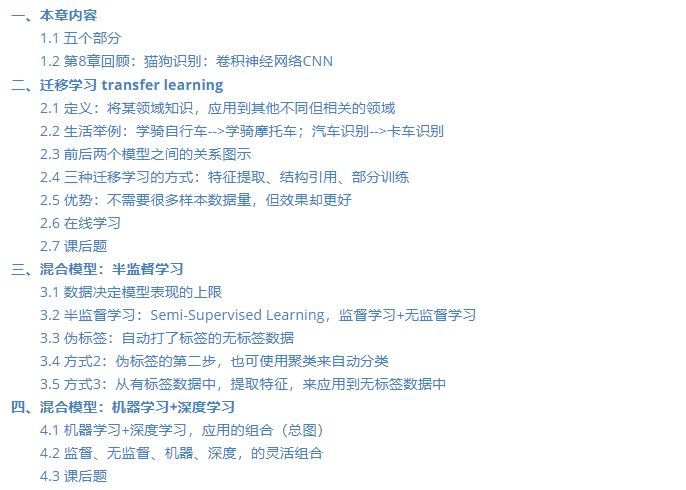 一、本章内容
1.1 五个部分
1.2 第8章回顾：猫狗识别：卷积神经网络CNN
二、迁移学习 transfer learning
2.1 定义：将某领域知识，应用到其他不同但相关的领域
2.2 生活举例：学骑自行车-->学骑摩托车；汽车识别-->卡车识别
2.3 前后两个模型之间的关系图示
2.4 三种迁移学习的方式：特征提取、结构引用、部分训练
2.5 优势：不需要很多样本数据量，但效果却更好
2.6 在线学习
2.7 课后题
三、混合模型：半监督学习
3.1 数据决定模型表现的上限
3.2 半监督学习：Semi-Supervised Learning，监督学习+无监督学习
3.3 伪标签：自动打了标签的无标签数据
3.4 方式2：伪标签的第二步，也可使用聚类来自动分类
3.5 方式3：从有标签数据中，提取特征，来应用到无标签数据中
四、混合模型：机器学习+深度学习
4.1 机器学习+深度学习，应用的组合（总图）
4.2 监督、无监督、机器、深度，的灵活组合
4.3 课后题